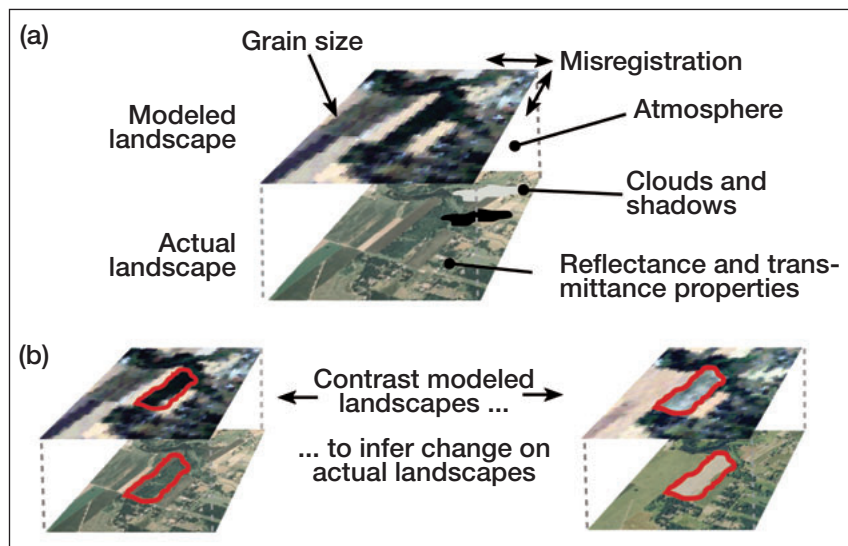 (a)
Grain size
Misregistration
Modeled
landscape
Atmosphere
Clouds and
shadows
Actual
landscape
Reflectance and trans-
mittance properties
(b)
Contrast modeled
landscapes ...
... to infer change on
actual landscapes